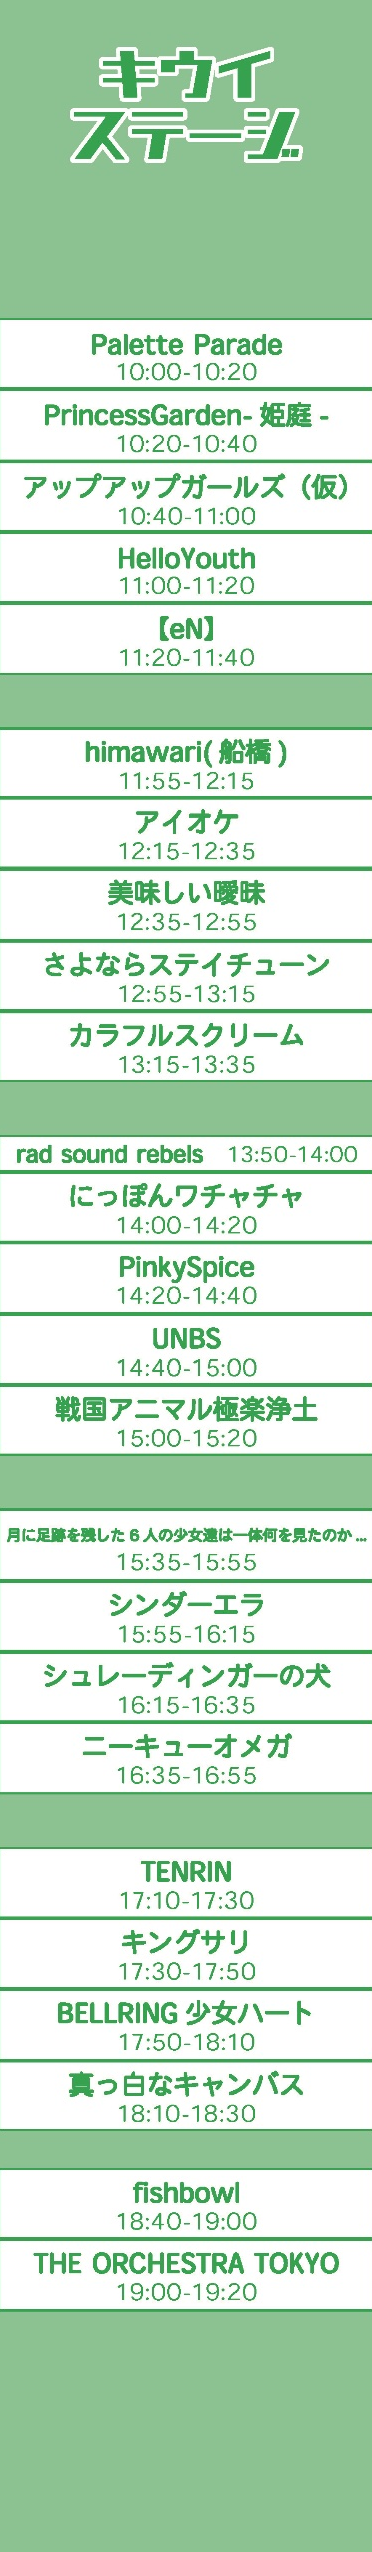 キウイ
ステージ
Palette Parade
10:00-10:20
PrincessGarden- 姫庭 -
10:20-10:40
アップアップガールズ（仮）
10:40-11:00
HelloYouth
11:00-11:20
【eN】
11:20-11:40
himawari( 船橋 )
11:55-12:15
アイオケ
12:15-12:35
美味しい曖昧
12:35-12:55
さよならステイチューン
12:55-13:15
カラフルスクリーム
13:15-13:35
rad sound rebels 13:50-14:00
にっぽんワチャチャ
14:00-14:20
PinkySpice
14:20-14:40
UNBS
14:40-15:00
戦国アニマル極楽浄土
15:00-15:20
月に足跡を残した 6 人の少女達は一体何を見たのか ...
15:35-15:55
シンダーエラ
15:55-16:15
シュレーディンガーの犬
16:15-16:35
ニーキューオメガ
16:35-16:55
TENRIN
17:10-17:30
キングサリ
17:30-17:50
BELLRING 少女ハート
17:50-18:10
真っ白なキャンバス
18:10-18:30
fishbowl
18:40-19:00
THE ORCHESTRA TOKYO
19:00-19:20